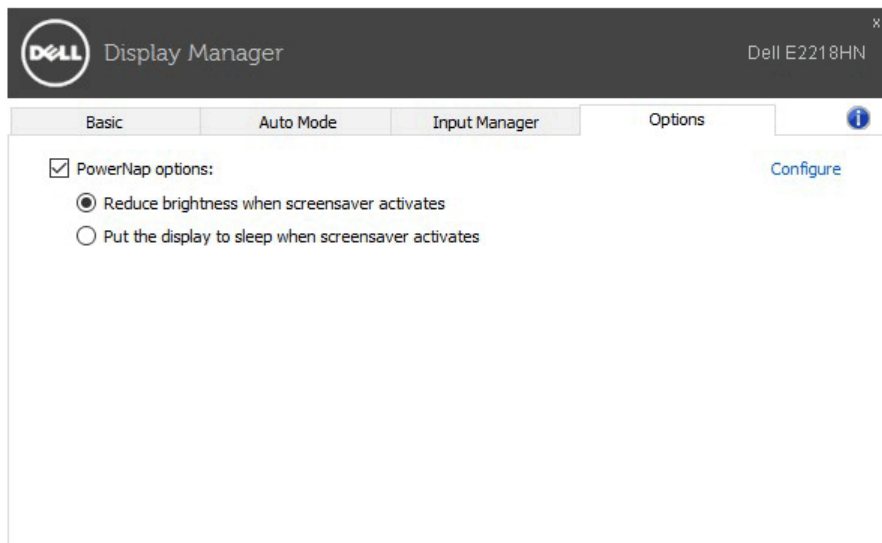 x
DELL Display Manager Dell E2218HN
Basic Auto Mode Input Manager Options i
PowerNap options: Configure
Reduce brightness when screensaver activates
Put the display to sleep when screensaver activates